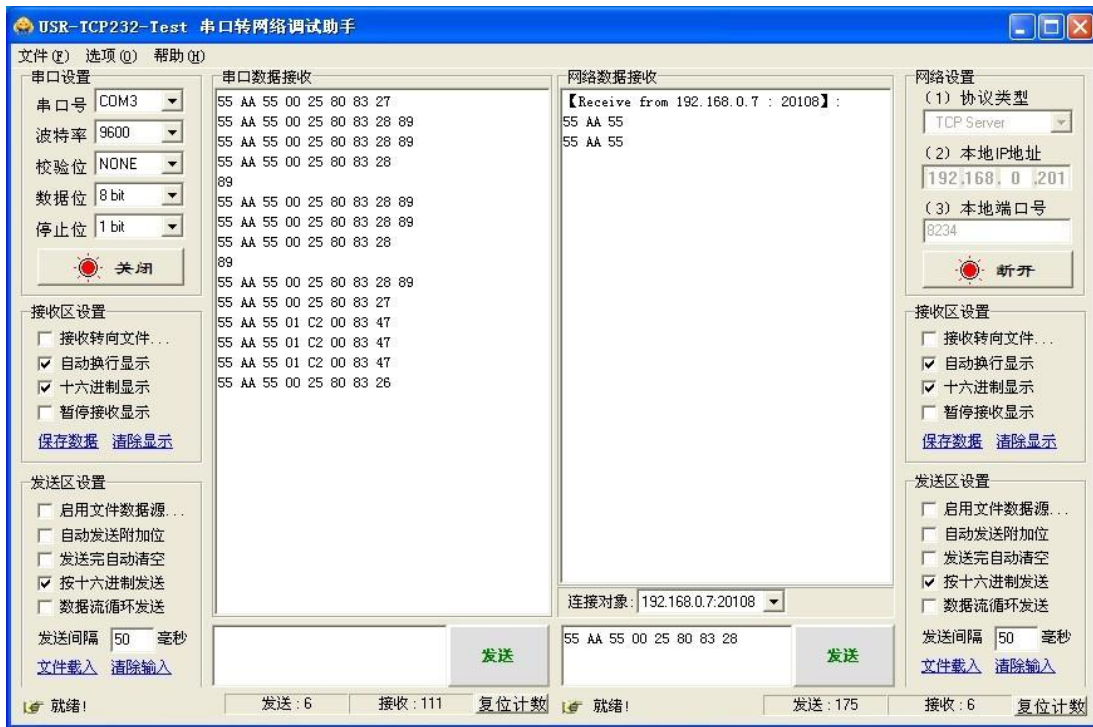 USR-TCP232-Test 串口转网络调试助手
文件(F) 选项(O) 帮助(H)
串口设置
串口号 COM3
波特率 9600
校验位 NONE
数据位 8 bit
停止位 1 bit
关闭
接收区设置
接收转向文件...
自动换行显示
十六进制显示
暂停接收显示
保存数据 清除显示
发送区设置
启用文件数据源...
自动发送附加位
发送完自动清空
按十六进制发送
数据流循环发送
发送间隔 50 毫秒
文件载入 清除输入
串口数据接收
55 AA 55 00 25 80 83 27
55 AA 55 00 25 80 83 28 89
55 AA 55 00 25 80 83 28 89
55 AA 55 00 25 80 83 28
89
55 AA 55 00 25 80 83 28 89
55 AA 55 00 25 80 83 28 89
55 AA 55 00 25 80 83 28
89
55 AA 55 00 25 80 83 28 89
55 AA 55 00 25 80 83 27
55 AA 55 01 C2 00 83 47
55 AA 55 01 C2 00 83 47
55 AA 55 01 C2 00 83 47
55 AA 55 00 25 80 83 26
发送
网络数据接收
【Receive from 192.168.0.7 : 20108】:
55 AA 55
55 AA 55
连接对象: 192.168.0.7:20108
55 AA 55 00 25 80 83 28
发送
网络设置
(1) 协议类型
TCP Server
(2) 本地IP地址
192.168. 0 .201
(3) 本地端口号
8234
断开
接收区设置
接收转向文件...
自动换行显示
十六进制显示
暂停接收显示
保存数据 清除显示
发送区设置
启用文件数据源...
自动发送附加位
发送完自动清空
按十六进制发送
数据流循环发送
发送间隔 50 毫秒
文件载入 清除输入
就绪! 发送:6 接收:111 复位计数
就绪! 发送:175 接收:6 复位计数